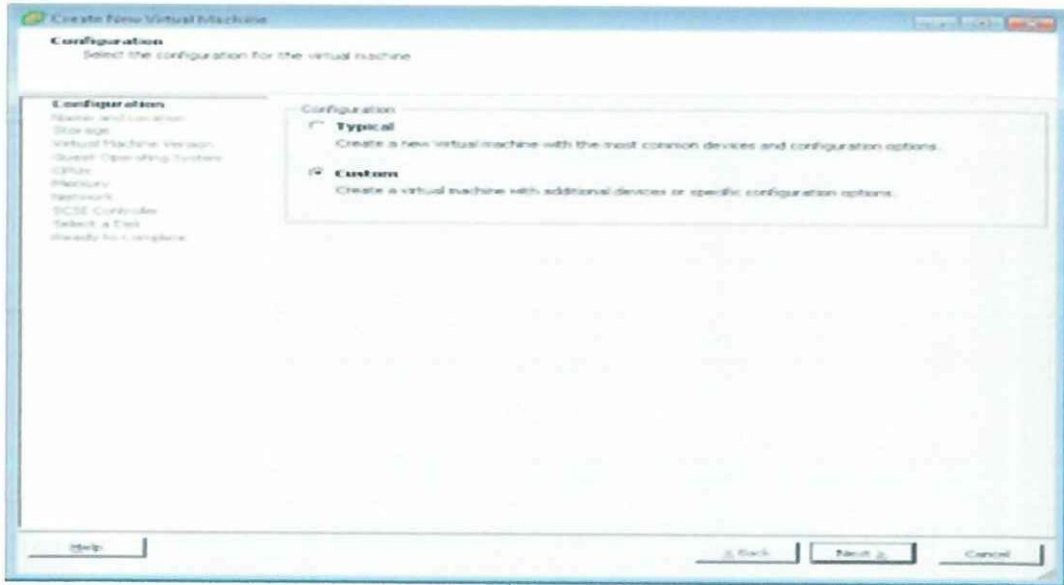 Create New Virtual Machine
Configuration
Select the configuration for the virtual machine
Configuration
Name and Location
Storage
Virtual Machine Version
Guest Operating System
CPUs
Memory
Network
SCSI Controller
Select a Disk
Ready to Complete
Configuration
Typical
Create a new virtual machine with the most common devices and configuration options.
Custom
Create a virtual machine with additional devices or specific configuration options.
Help
< Back
Next >
Cancel